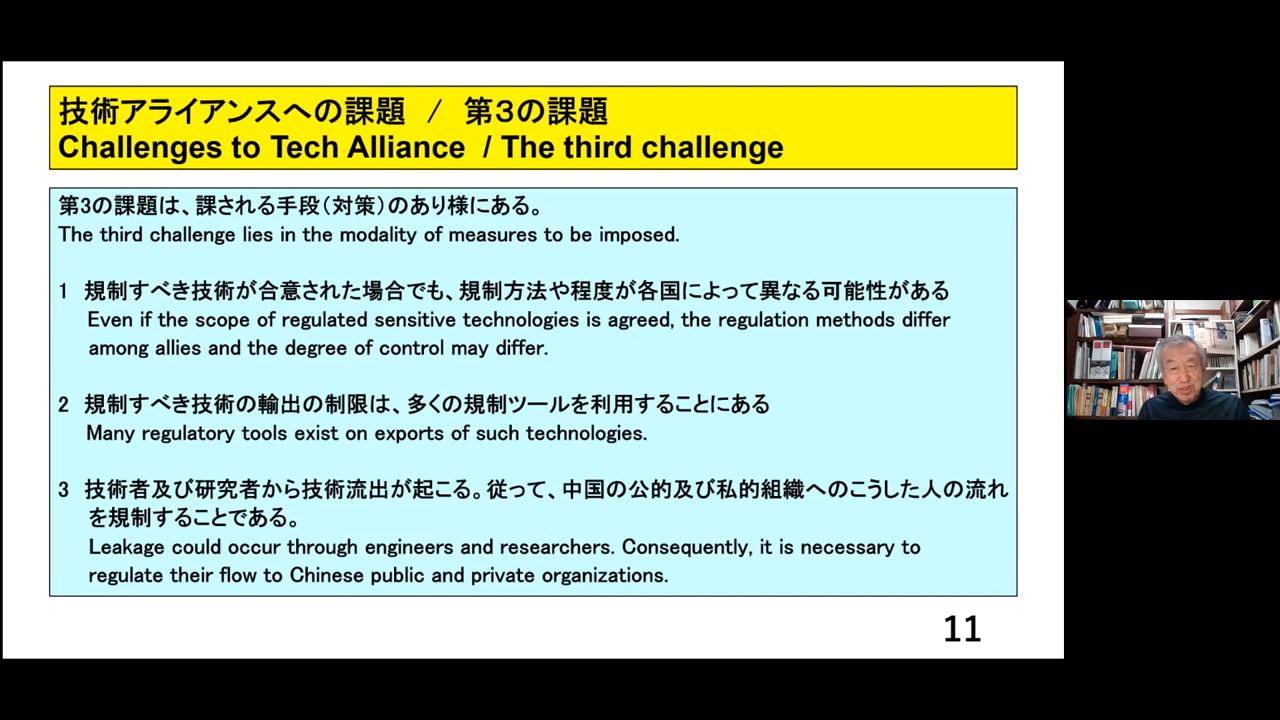 技術アライアンスへの課題 / 第3の課題
Challenges to Tech Alliance / The third challenge
第3の課題は、課される手段(対策)のあり様にある。
The third challenge lies in the modality of measures to be imposed.
1 規制すべき技術が合意された場合でも、規制方法や程度が各国によって異なる可能性がある
Even if the scope of regulated sensitive technologies is agreed, the regulation methods differ
among allies and the degree of control may differ.
2 規制すべき技術の輸出の制限は、多くの規制ツールを利用することにある
Many regulatory tools exist on exports of such technologies.
3 技術者及び研究者から技術流出が起こる。従って、中国の公的及び私的組織へのこうした人の流れ
を規制することである。
Leakage could occur through engineers and researchers. Consequently, it is necessary to
regulate their flow to Chinese public and private organizations.
11